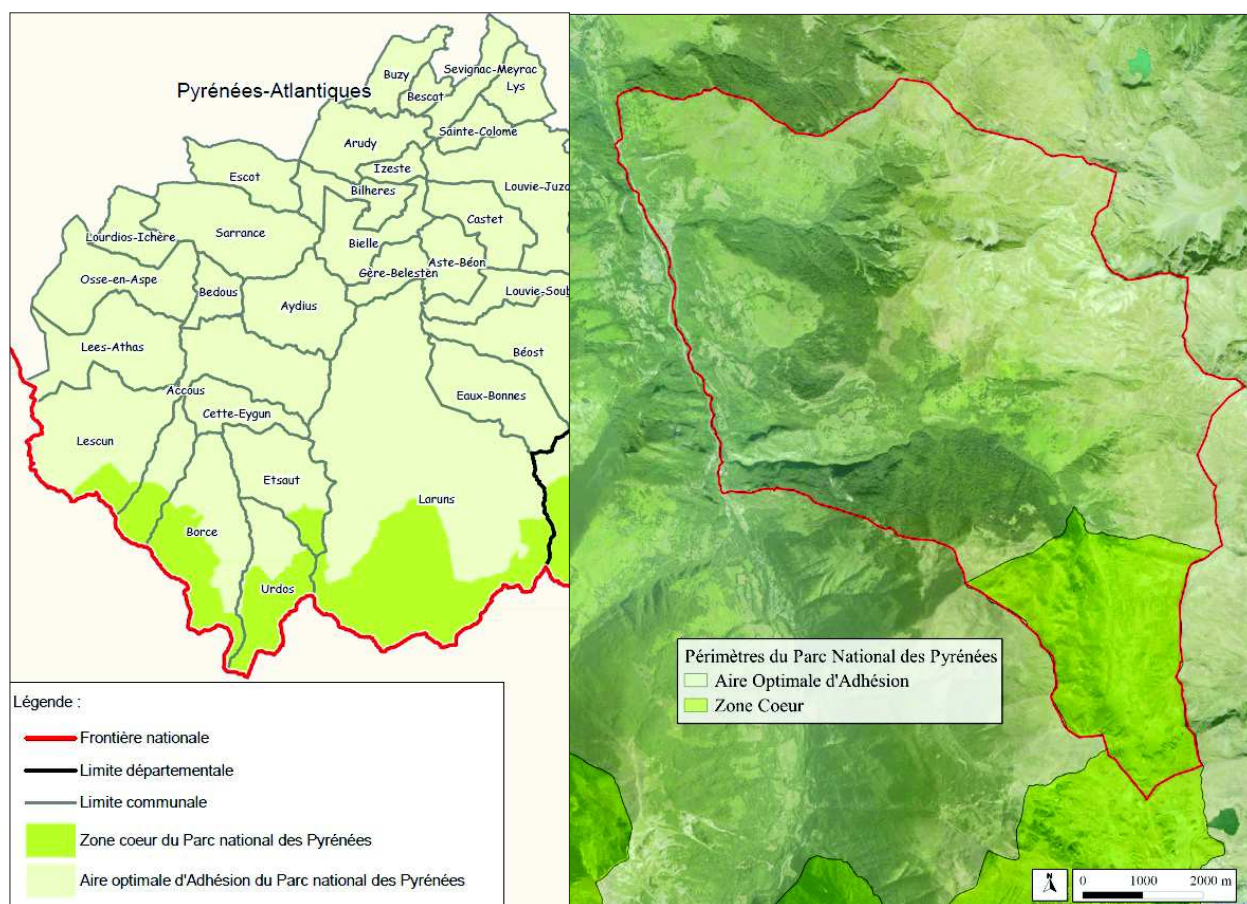 Pyrénées-Atlantiques
Buzy
Sevignac-Meyrac
Lys
Bescat
Sainte-Colome
Arudy
Izeste
Escot
Bilheres
Louvie-Juzo
Castet
Lourdios-Ichère
Sarrance
Bielle
Aste-Béon
Osse-en-Aspe
Gère-Belestèn
Bedous
Aydius
Louvie-Soub
Lees-Athas
Béost
Accous
Eaux-Bonnes
Cette-Eygun
Lescun
Etsaut
Laruns
Borce
Urdos
Légende :
Frontière nationale
Limite départementale
Limite communale
Zone coeur du Parc national des Pyrénées
Aire optimale d'Adhésion du Parc national des Pyrénées
Périmètres du Parc National des Pyrénées
Aire Optimale d'Adhésion
Zone Coeur
N
0 1000 2000 m